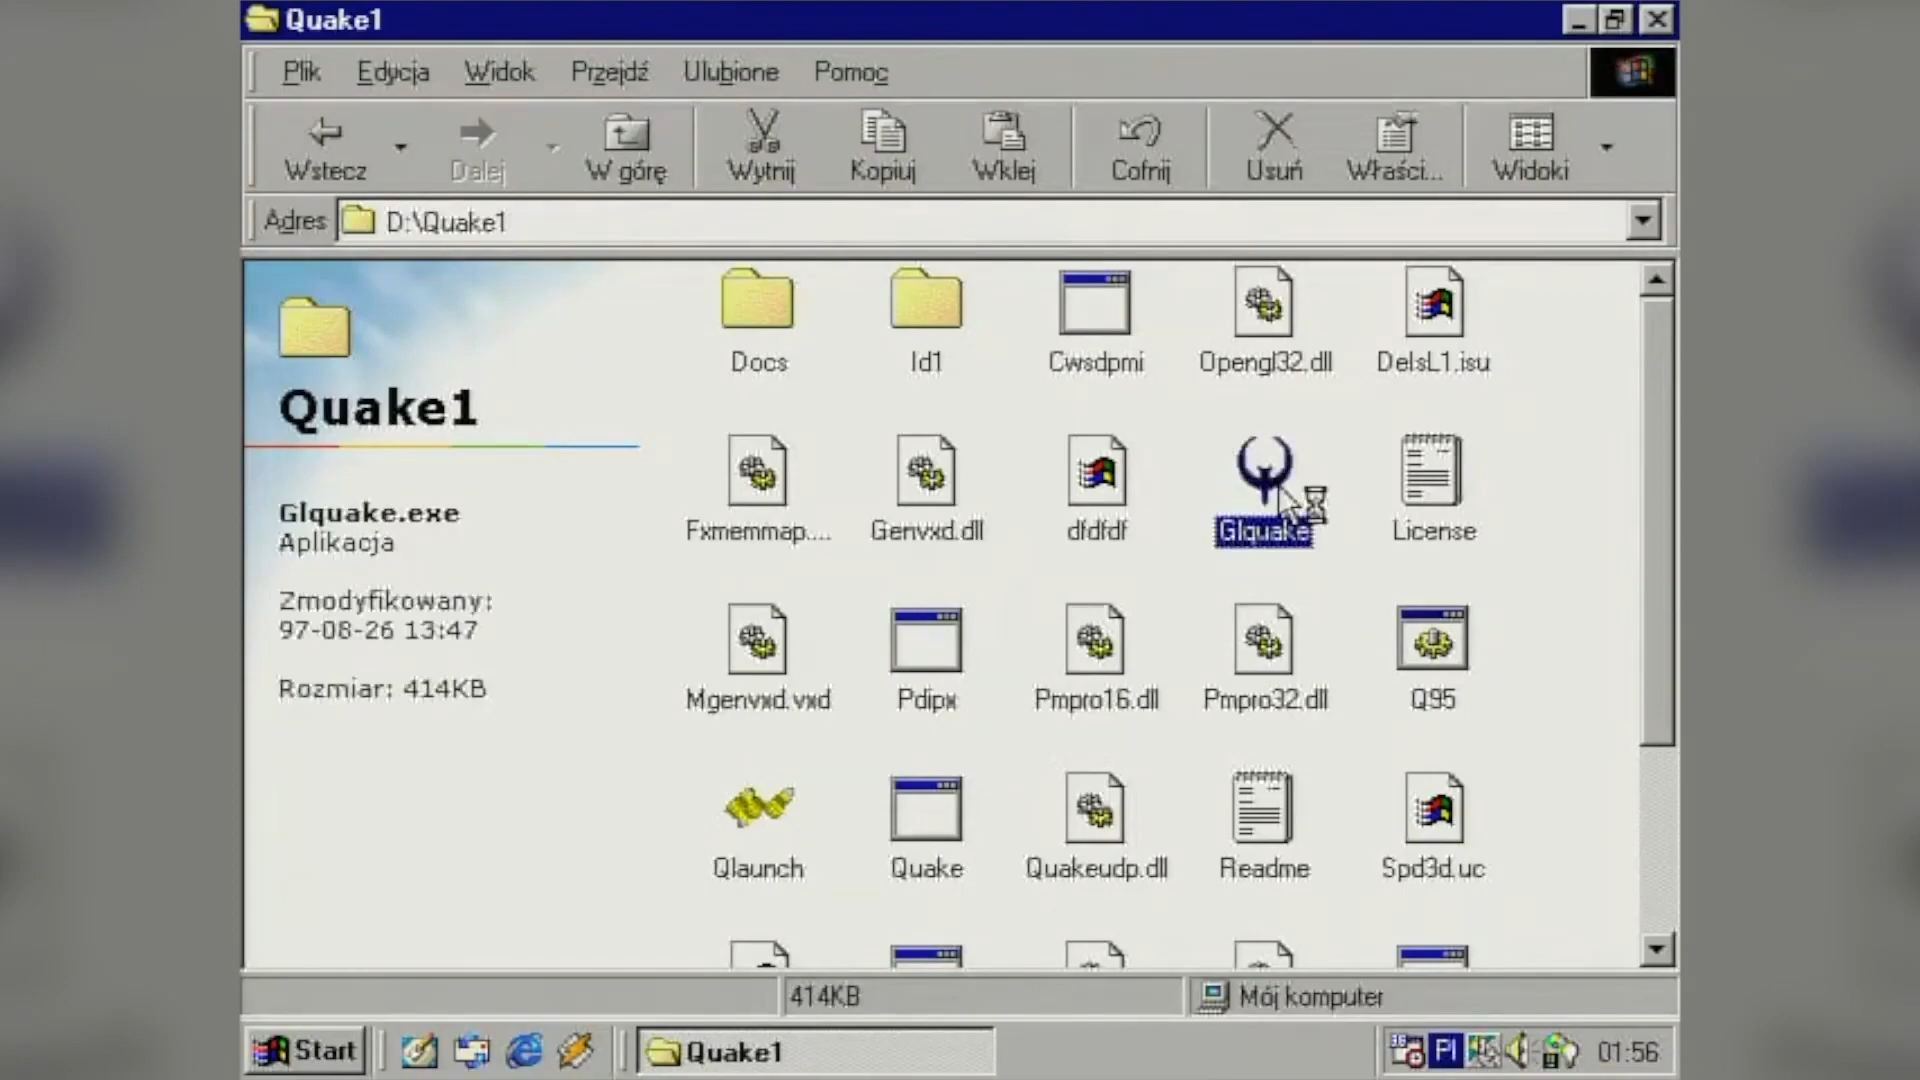 Quake1
Plik Edycja Widok Przejdź Ulubione Pomoc
Wstecz Dalej W górę Wytnij Kopiuj Wklej Cofnij Usuń Właści... Widoki
Adres D:\Quake1
Quake1
Glquake.exe
Aplikacja
Zmodyfikowany:
97-08-26 13:47
Rozmiar: 414KB
Docs Id1 Cwsdpmi Opengl32.dll DelsL1.isu
Fxmemmap.... Genvxd.dll dfdfdf Glquake License
Mgenvxd.vxd Pdipx Pmpro16.dll Pmpro32.dll Q95
Qlaunch Quake Quakeudp.dll Readme Spd3d.uc
414KB Mój komputer
Start Quake1 Pl 01:56